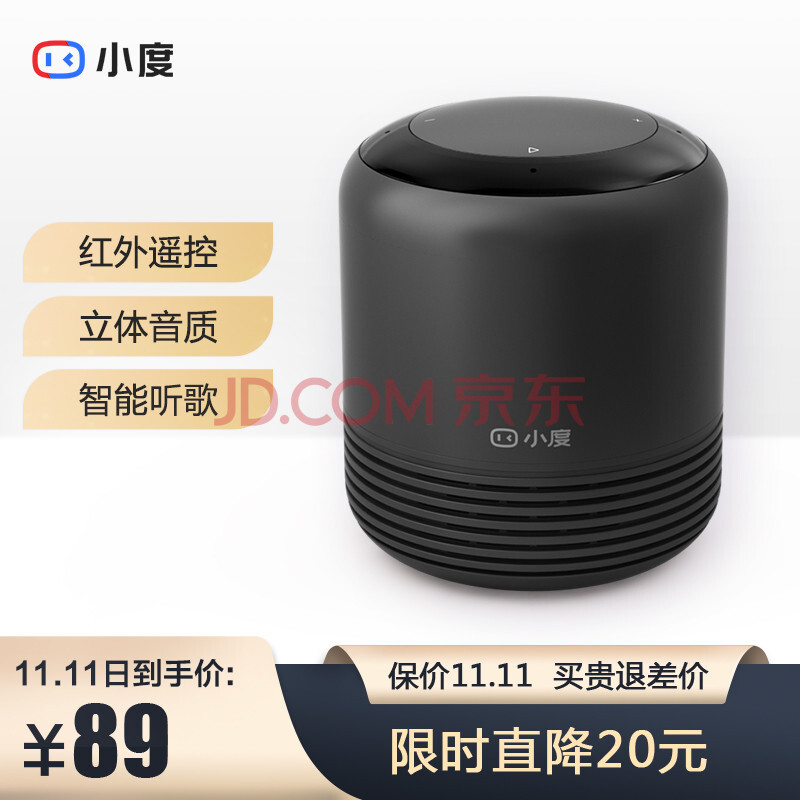 小度
红外遥控
立体音质
智能听歌
JD.COM 京东
小度
11.11日到手价:
¥89
保价11.11 买贵退差价
限时直降20元